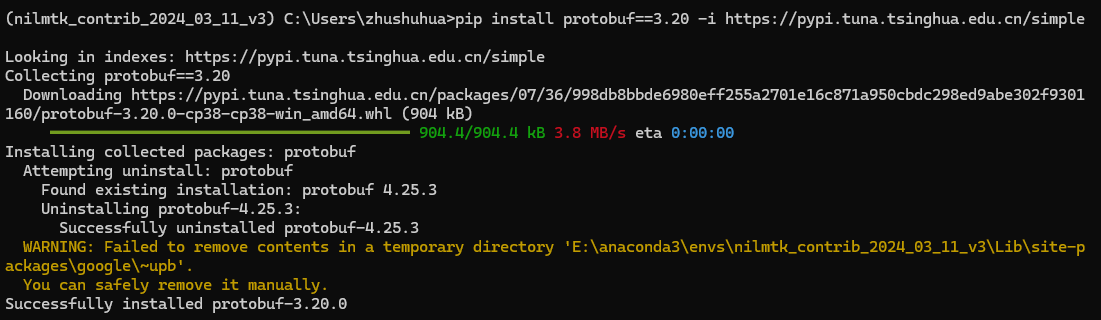 (nilmtk_contrib_2024_03_11_v3) C:\Users\zhushuhua>pip install protobuf==3.20 -i https://pypi.tuna.tsinghua.edu.cn/simple
Looking in indexes: https://pypi.tuna.tsinghua.edu.cn/simple
Collecting protobuf==3.20
  Downloading https://pypi.tuna.tsinghua.edu.cn/packages/07/36/998db8bbde6980eff255a2701e16c871a950cbdc298ed9abe302f9301
160/protobuf-3.20.0-cp38-cp38-win_amd64.whl (904 kB)
904.4/904.4 kB 3.8 MB/s eta 0:00:00
Installing collected packages: protobuf
  Attempting uninstall: protobuf
    Found existing installation: protobuf 4.25.3
    Uninstalling protobuf-4.25.3:
      Successfully uninstalled protobuf-4.25.3
  WARNING: Failed to remove contents in a temporary directory 'E:\anaconda3\envs\nilmtk_contrib_2024_03_11_v3\Lib\site-p
ackages\google\~upb'.
  You can safely remove it manually.
Successfully installed protobuf-3.20.0